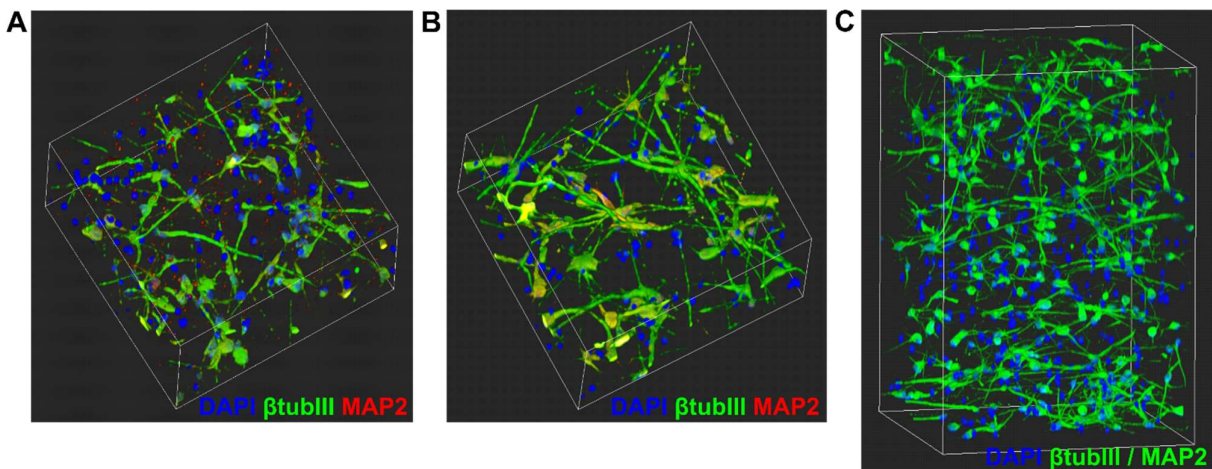 A
B
C
DAPI βtubIII MAP2
DAPI βtubIII MAP2
DAPI βtubIII / MAP2